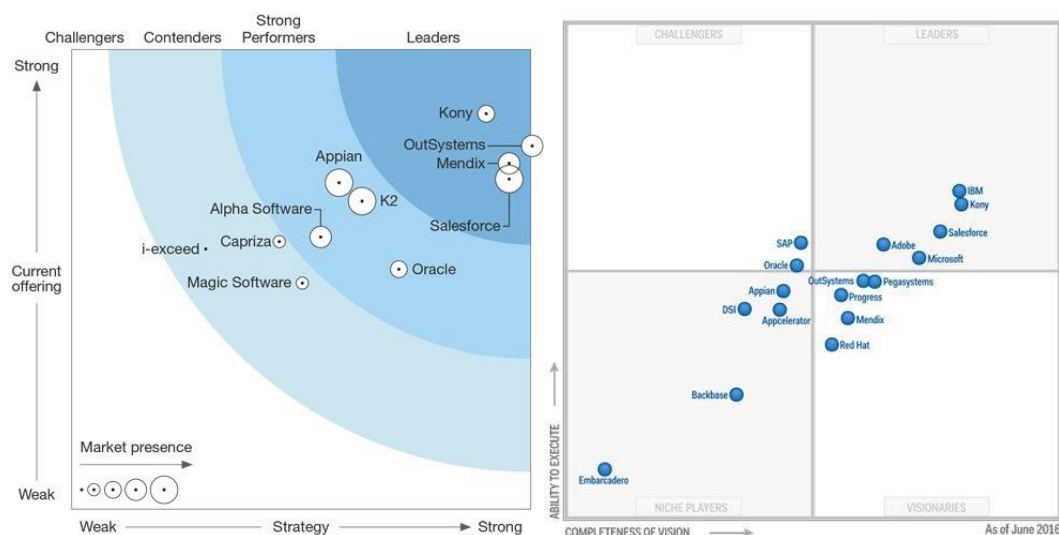 Challengers Contenders Strong Performers Leaders
Strong
Current offering
Weak
Kony
OutSystems
Mendix
Appian
K2
Alpha Software
Salesforce
Capriza
i-exceed
Oracle
Magic Software
Market presence
Weak Strategy Strong
CHALLENGERS LEADERS
IBM
Kony
Salesforce
SAP
Adobe
Microsoft
Oracle
OutSystems Pegasystems
Appian
Progress
DSI
Appcelerator
Mendix
Red Hat
Backbase
Embarcadero
ABILITY TO EXECUTE
NICHE PLAYERS VISIONARIES
COMPLETENESS OF VISION
As of June 2016